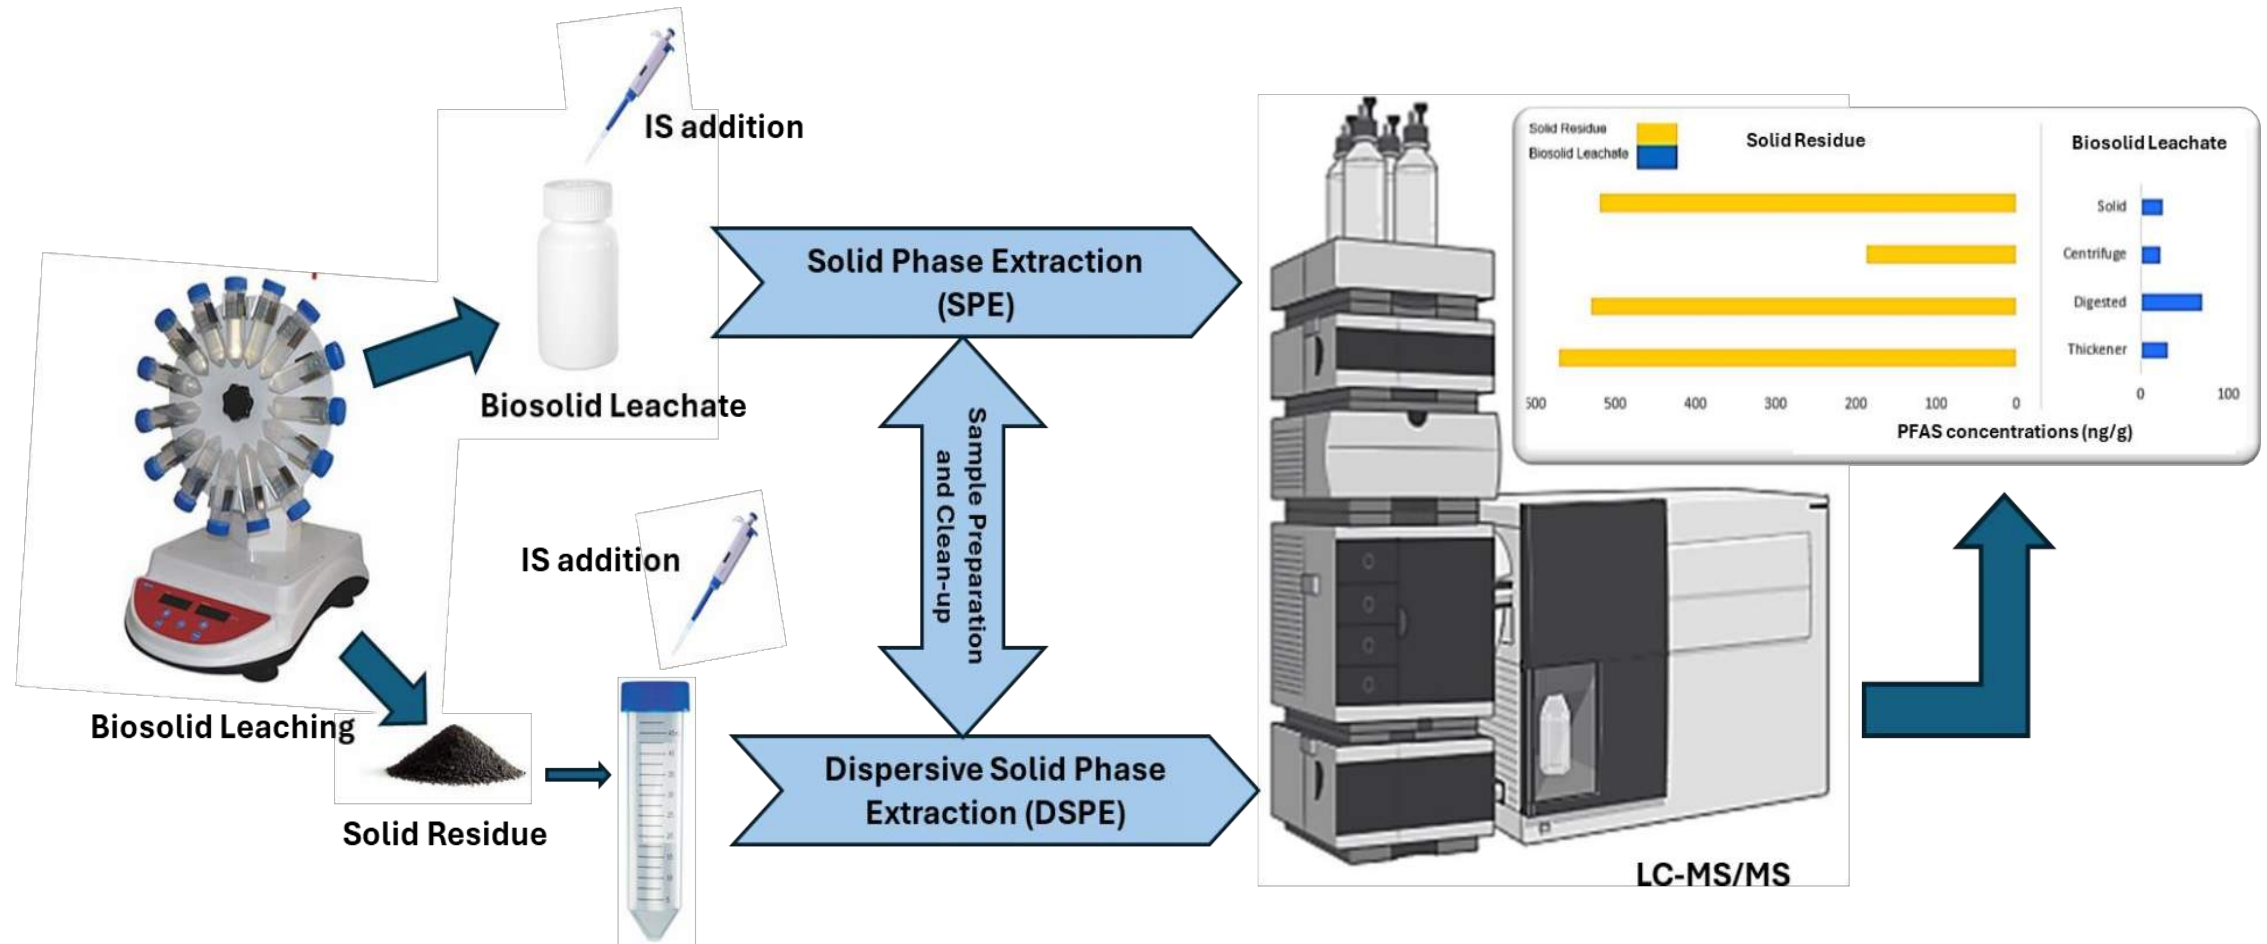 IS addition
Biosolid Leachate
Solid Phase Extraction
(SPE)
Sample Preparation
and Clean-up
IS addition
Biosolid Leaching
Solid Residue
Dispersive Solid Phase
Extraction (DSPE)
LC-MS/MS
Solid Residue
Biosolid Leachate
Solid Residue
Biosolid Leachate
Solid
Centrifuge
Digested
Thickener
600 500 400 300 200 100 0
0 100
PFAS concentrations (ng/g)